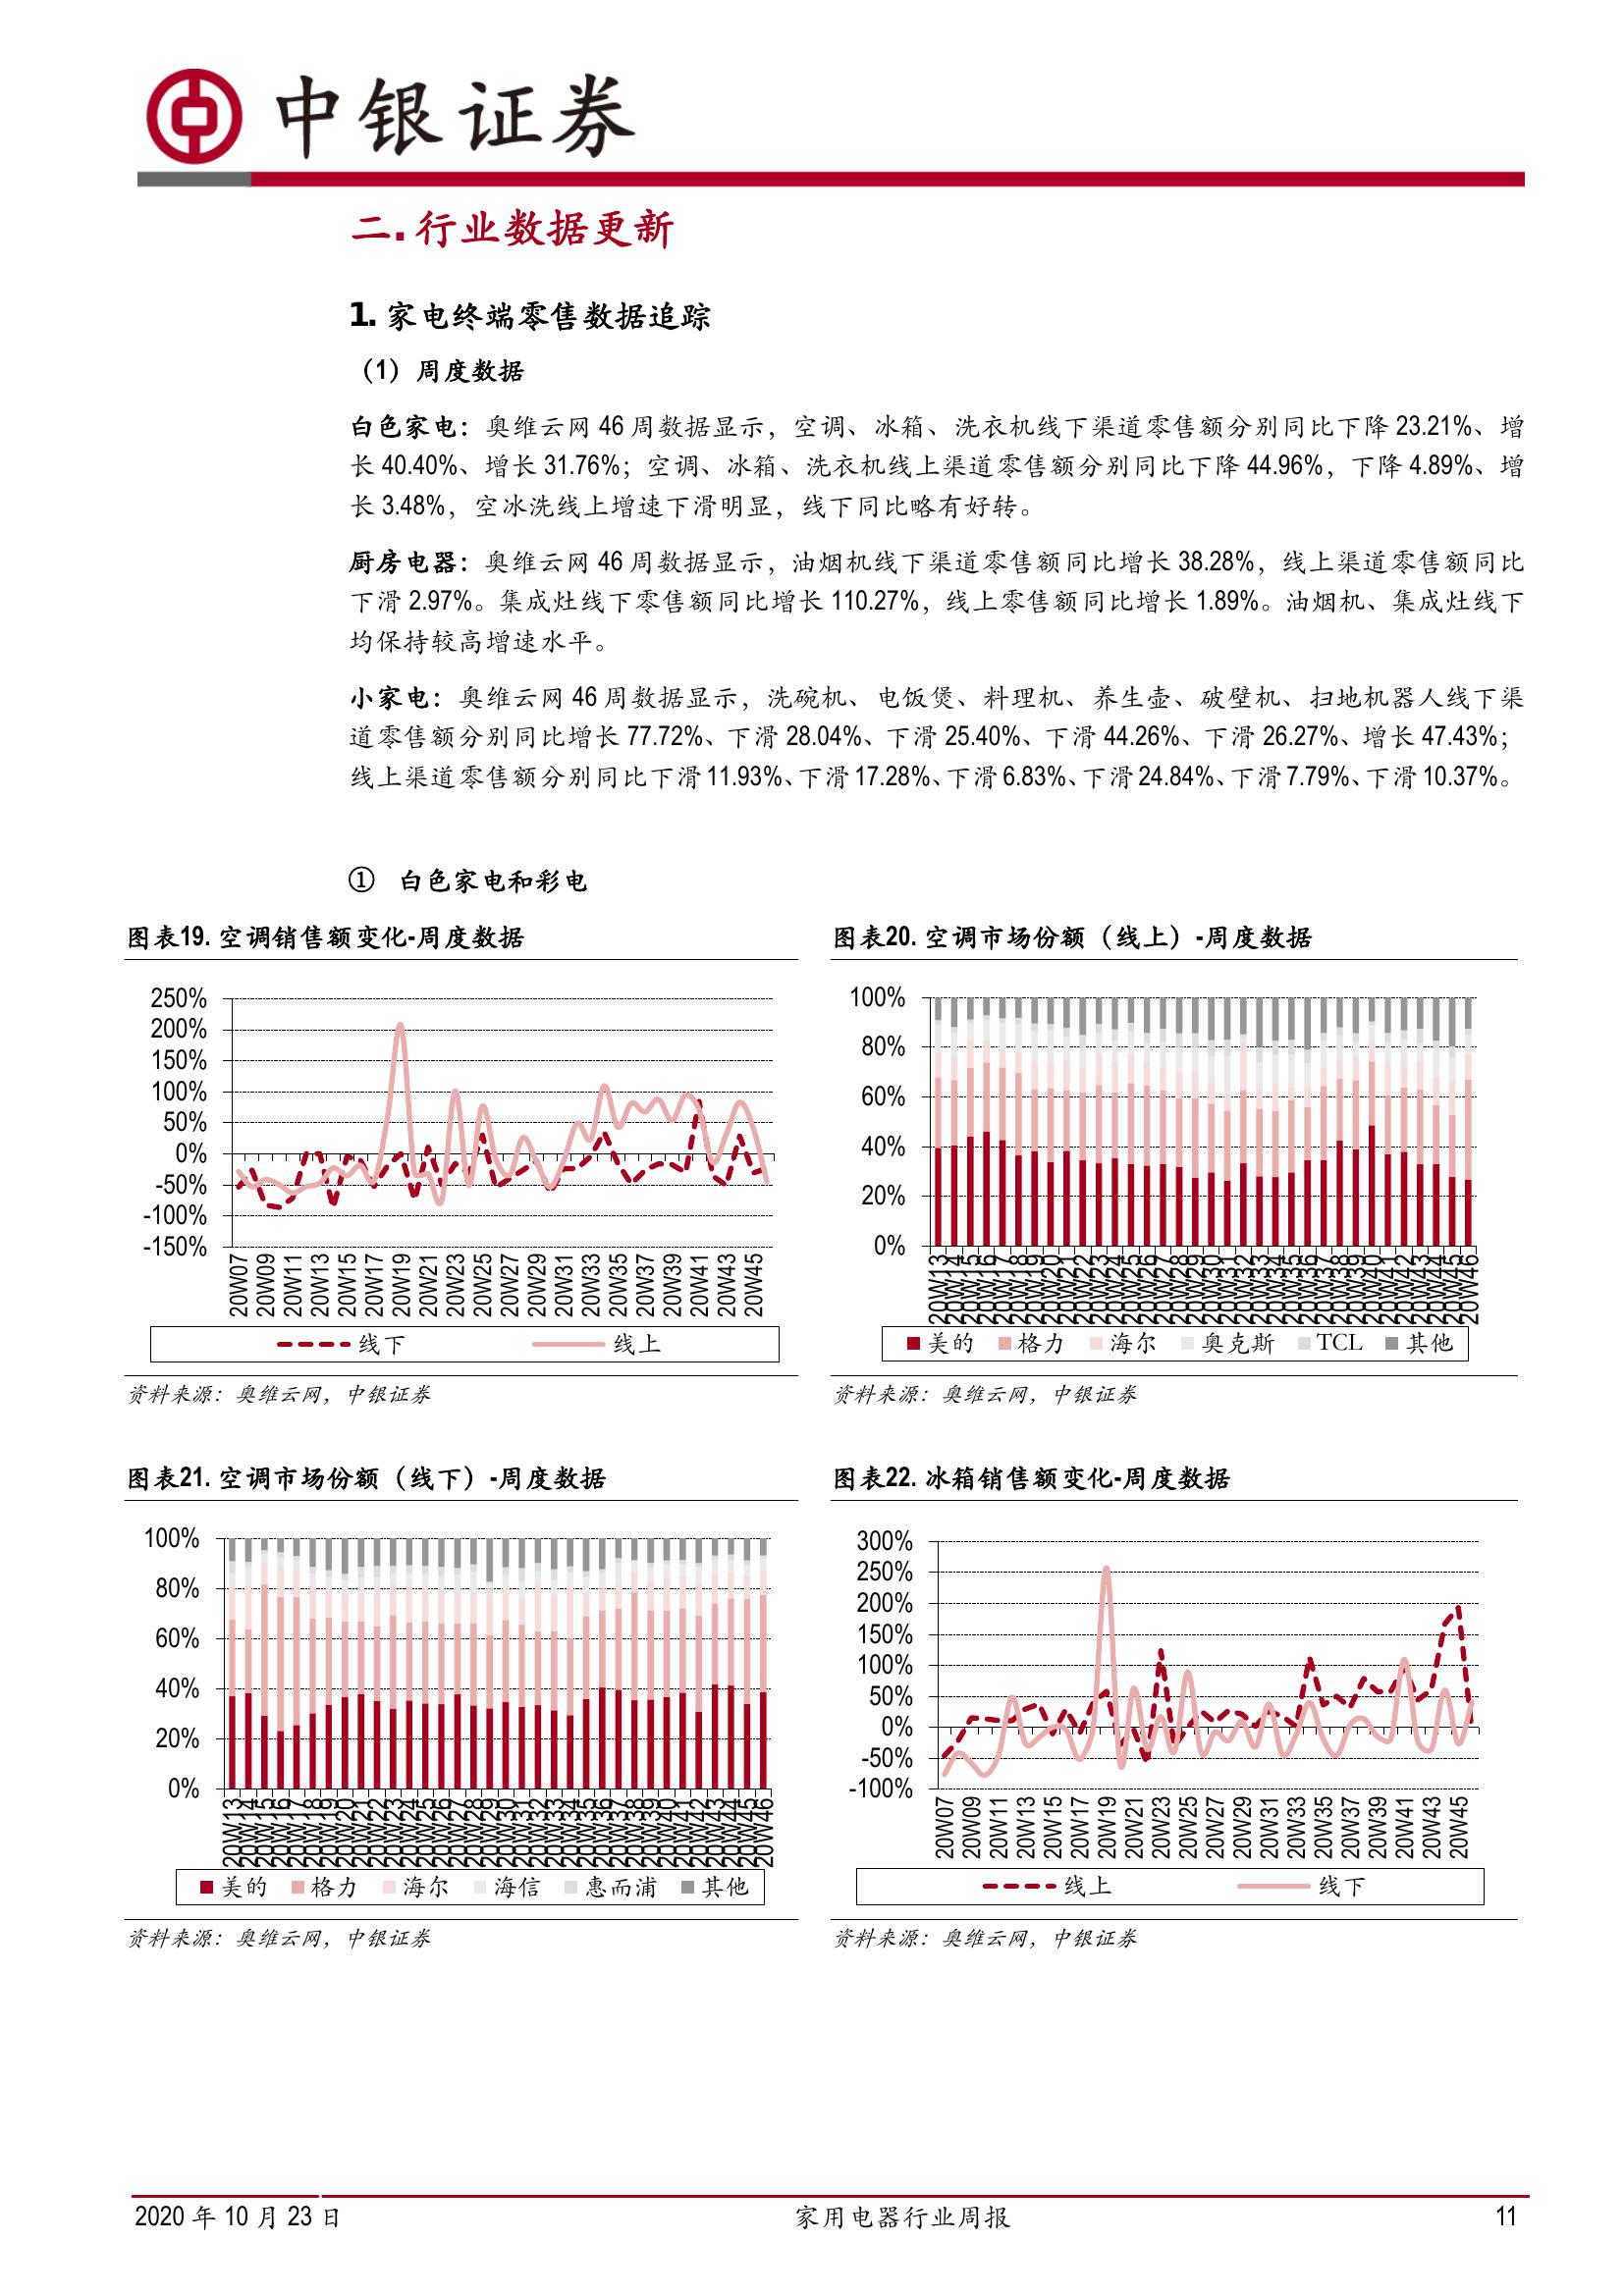 中银证券
二. 行业数据更新
1. 家电终端零售数据追踪
（1）周度数据
白色家电：奥维云网 46 周数据显示，空调、冰箱、洗衣机线下渠道零售额分别同比下降 23.21%、增
长 40.40%、增长 31.76%；空调、冰箱、洗衣机线上渠道零售额分别同比下降 44.96%，下降 4.89%、增
长 3.48%，空冰洗线上增速下滑明显，线下同比略有好转。
厨房电器：奥维云网 46 周数据显示，油烟机线下渠道零售额同比增长 38.28%，线上渠道零售额同比
下滑 2.97%。集成灶线下零售额同比增长 110.27%，线上零售额同比增长 1.89%。油烟机、集成灶线下
均保持较高增速水平。
小家电：奥维云网 46 周数据显示，洗碗机、电饭煲、料理机、养生壶、破壁机、扫地机器人线下渠
道零售额分别同比增长 77.72%、下滑 28.04%、下滑 25.40%、下滑 44.26%、下滑 26.27%、增长 47.43%；
线上渠道零售额分别同比下滑 11.93%、下滑 17.28%、下滑 6.83%、下滑 24.84%、下滑 7.79%、下滑 10.37%。
① 白色家电和彩电
图表19. 空调销售额变化-周度数据
250%
200%
150%
100%
50%
0%
-50%
-100%
-150%
20W07 20W09 20W11 20W13 20W15 20W17 20W19 20W21 20W23 20W25 20W27 20W29 20W31 20W33 20W35 20W37 20W39 20W41 20W43 20W45
线下 线上
资料来源：奥维云网，中银证券
图表20. 空调市场份额（线上）-周度数据
100%
80%
60%
40%
20%
0%
20W13 20W14 20W15 20W16 20W17 20W18 20W19 20W20 20W21 20W22 20W23 20W24 20W25 20W26 20W27 20W28 20W29 20W30 20W31 20W32 20W33 20W34 20W35 20W36 20W37 20W38 20W39 20W40 20W41 20W42 20W43 20W44 20W45 20W46
美的 格力 海尔 奥克斯 TCL 其他
资料来源：奥维云网，中银证券
图表21. 空调市场份额（线下）-周度数据
100%
80%
60%
40%
20%
0%
20W13 20W14 20W15 20W16 20W17 20W18 20W19 20W20 20W21 20W22 20W23 20W24 20W25 20W26 20W27 20W28 20W29 20W30 20W31 20W32 20W33 20W34 20W35 20W36 20W37 20W38 20W39 20W40 20W41 20W42 20W43 20W44 20W45 20W46
美的 格力 海尔 海信 惠而浦 其他
资料来源：奥维云网，中银证券
图表22. 冰箱销售额变化-周度数据
300%
250%
200%
150%
100%
50%
0%
-50%
-100%
20W07 20W09 20W11 20W13 20W15 20W17 20W19 20W21 20W23 20W25 20W27 20W29 20W31 20W33 20W35 20W37 20W39 20W41 20W43 20W45
线上 线下
资料来源：奥维云网，中银证券
2020 年 10 月 23 日 家用电器行业周报 11